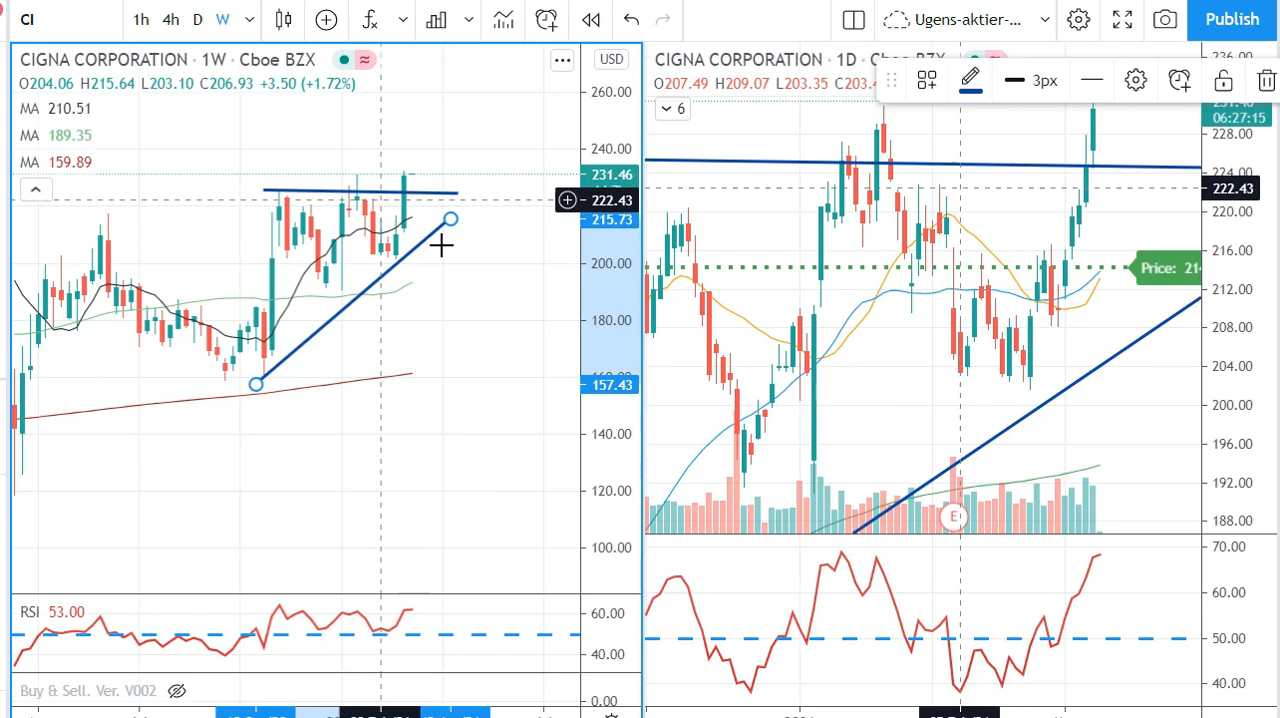 CI 1h 4h D W Ugens-aktier-... Publish
CIGNA CORPORATION · 1W · Cboe BZX USD
O204.06 H215.64 L203.10 C206.93 +3.50 (+1.72%)
MA 210.51
MA 189.35
MA 159.89
260.00
240.00
231.46
222.43
215.73
200.00
180.00
157.43
140.00
120.00
100.00
RSI 53.00
60.00
40.00
Buy & Sell. Ver. V002
0.00
CIGNA CORPORATION · 1D · Cboe BZX
O207.49 H209.07 L203.35
3px
6
236.00
231.46
06:27:15
228.00
224.00
222.43
220.00
216.00
Price:
212.00
208.00
204.00
200.00
196.00
192.00
188.00
E
70.00
60.00
50.00
40.00